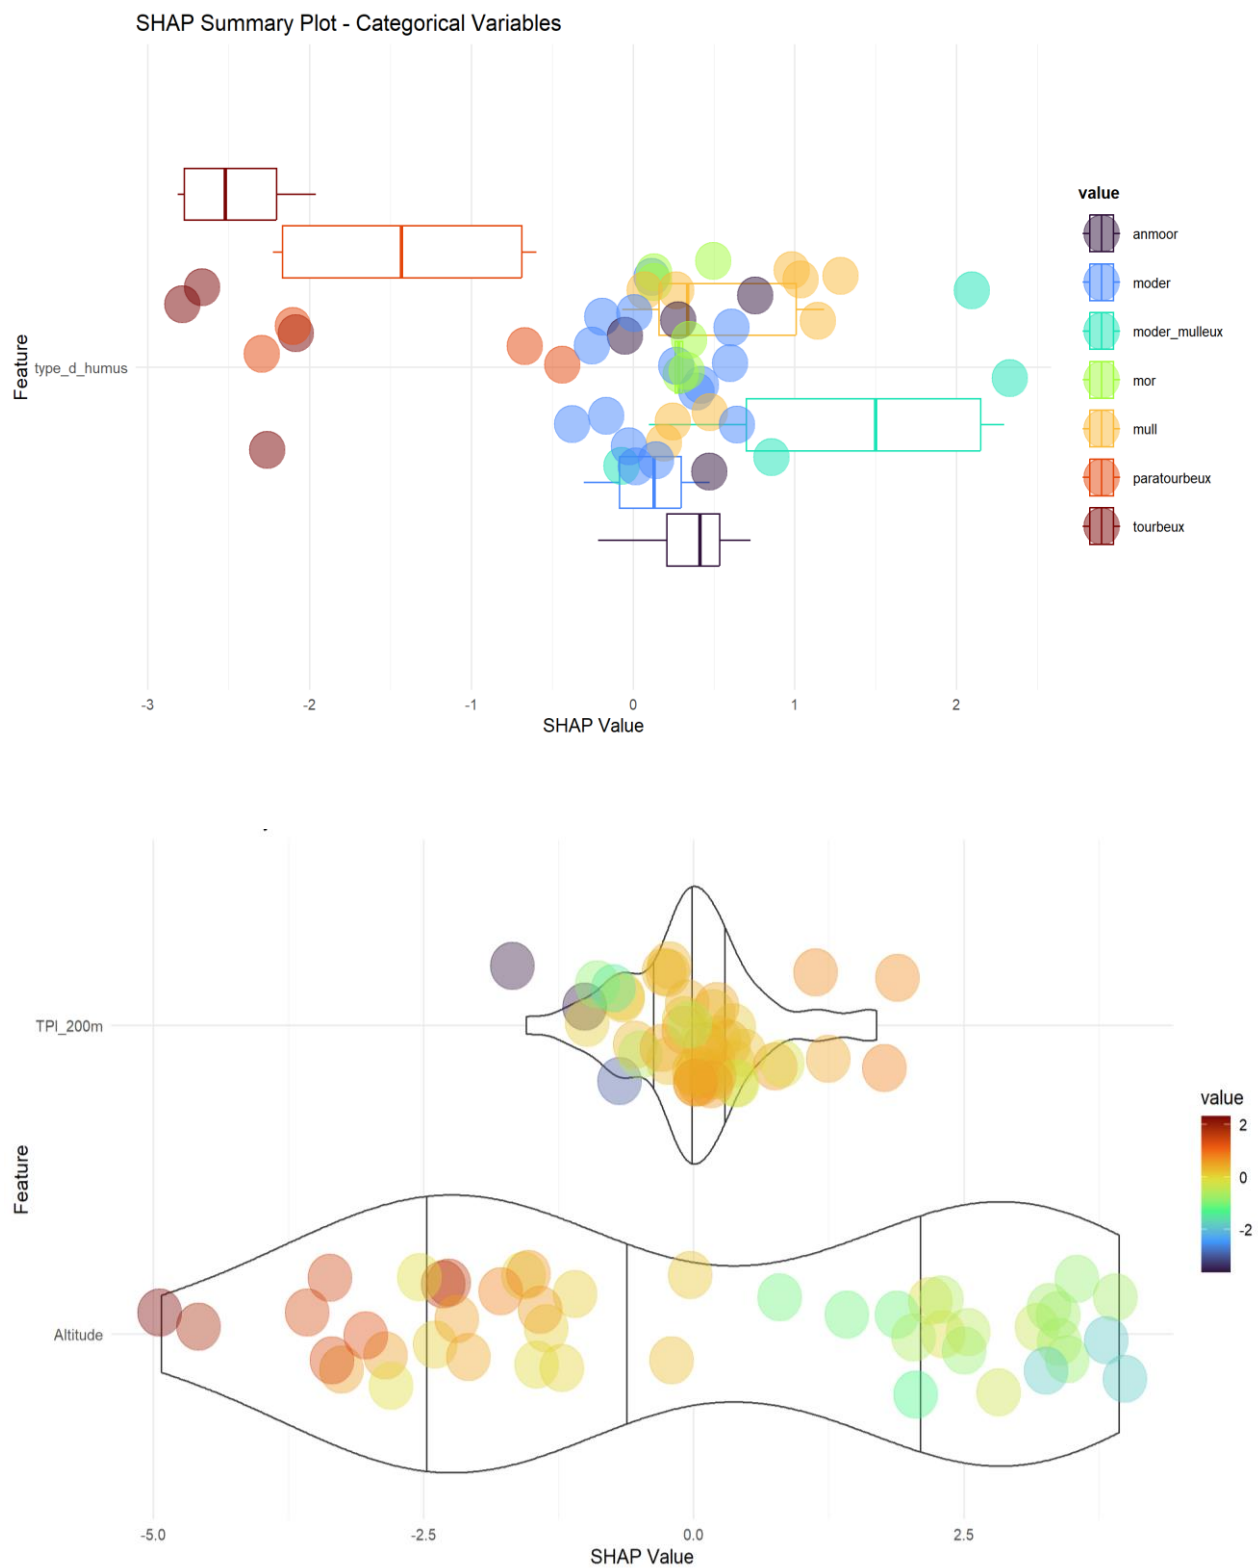 SHAP Summary Plot - Categorical Variables
Feature
type_d_humus
-3
-2
-1
0
1
2
SHAP Value
value
anmoor
moder
moder_mulleux
mor
mull
paratourbeux
tourbeux
Feature
TPI_200m
Altitude
-5.0
-2.5
0.0
2.5
SHAP Value
value
2
0
-2